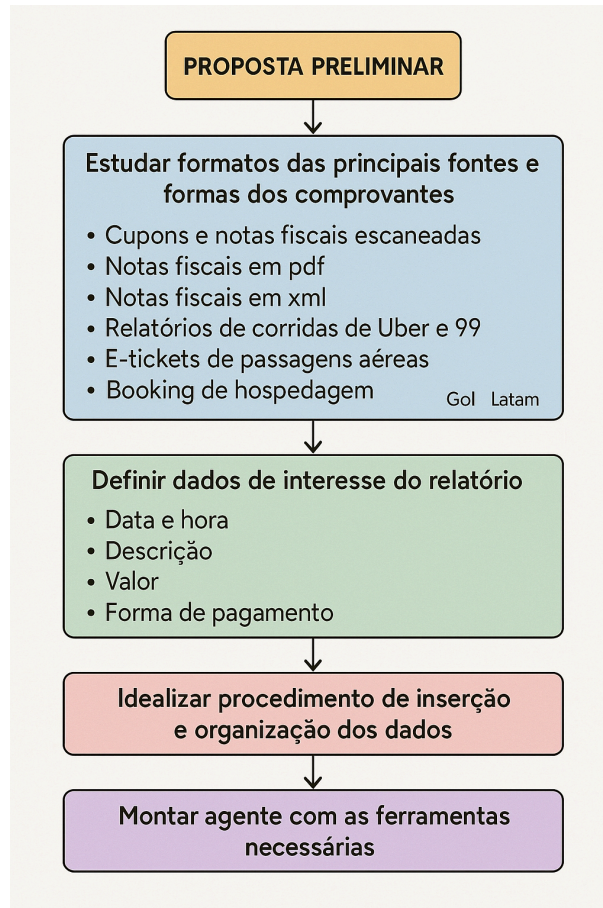 PROPOSTA PRELIMINAR
Estudar formatos das principais fontes e
formas dos comprovantes
• Cupons e notas fiscais escaneadas
• Notas fiscais em pdf
• Notas fiscais em xml
• Relatórios de corridas de Uber e 99
• E-tickets de passagens aéreas
• Booking de hospedagem
Gol Latam
Definir dados de interesse do relatório
• Data e hora
• Descrição
• Valor
• Forma de pagamento
Idealizar procedimento de inserção
e organização dos dados
Montar agente com as ferramentas
necessárias